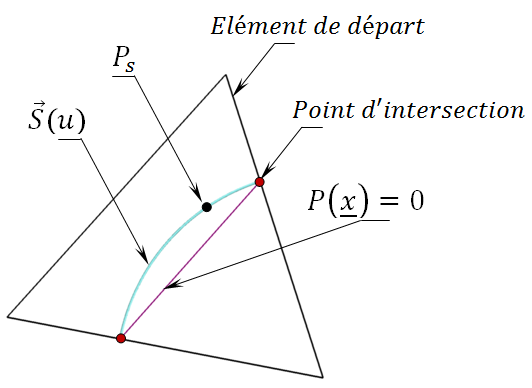 Elément de départ
P_s
S⃗(u)
Point d'intersection
P(x) = 0